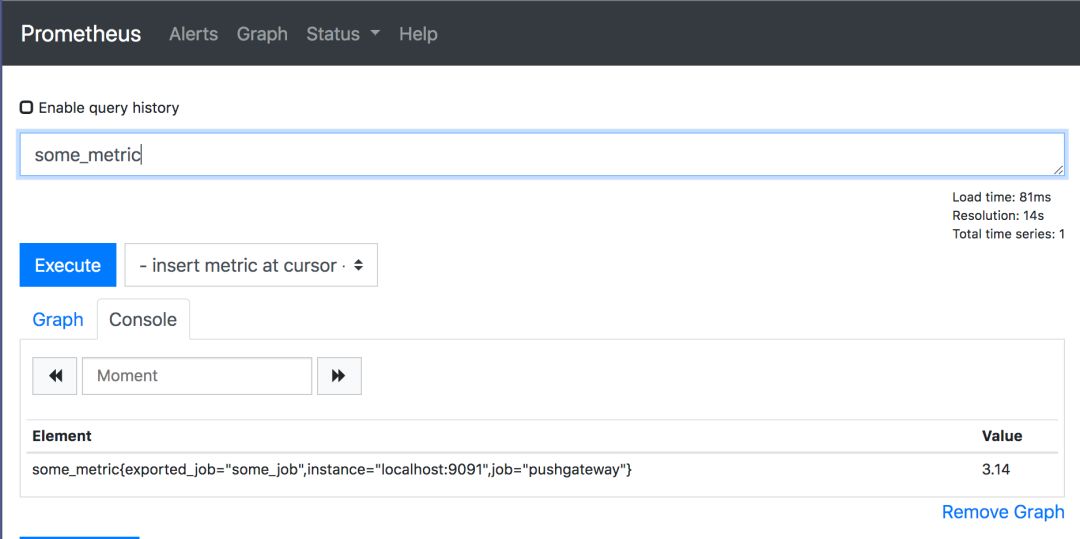 Prometheus Alerts Graph Status Help
Enable query history
some_metric
Load time: 81ms
Resolution: 14s
Total time series: 1
Execute - insert metric at cursor -
Graph Console
Moment
Element Value
some_metric{exported_job="some_job",instance="localhost:9091",job="pushgateway"} 3.14
Remove Graph